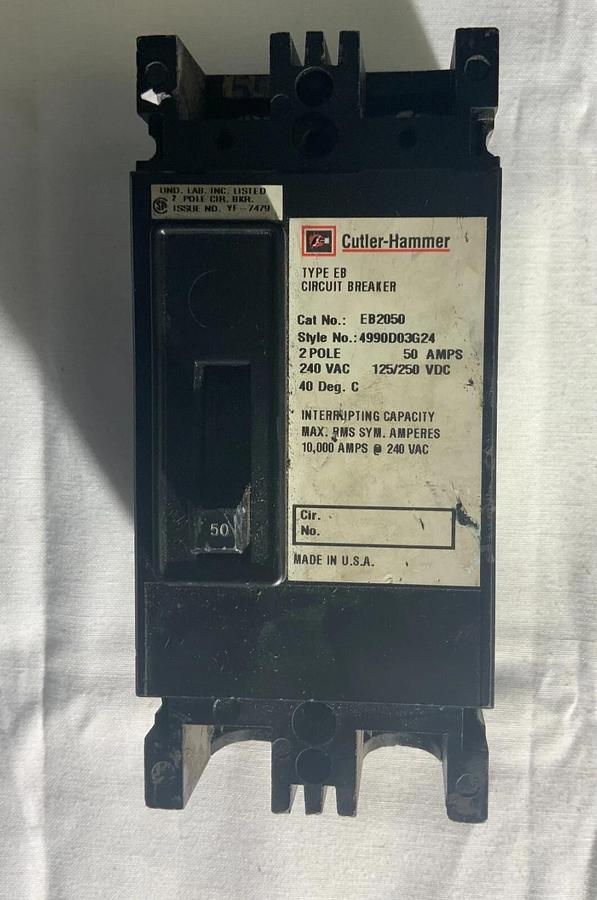 UND. LAB. INC. LISTED
2 POLE CIR. BKR.
ISSUE NO. YF-7479
Cutler-Hammer
TYPE EB
CIRCUIT BREAKER
Cat No.: EB2050
Style No.: 4990D03G24
2 POLE 50 AMPS
240 VAC 125/250 VDC
40 Deg. C
INTERRUPTING CAPACITY
MAX. RMS SYM. AMPERES
10,000 AMPS @ 240 VAC
50
Cir.
No.
MADE IN U.S.A.